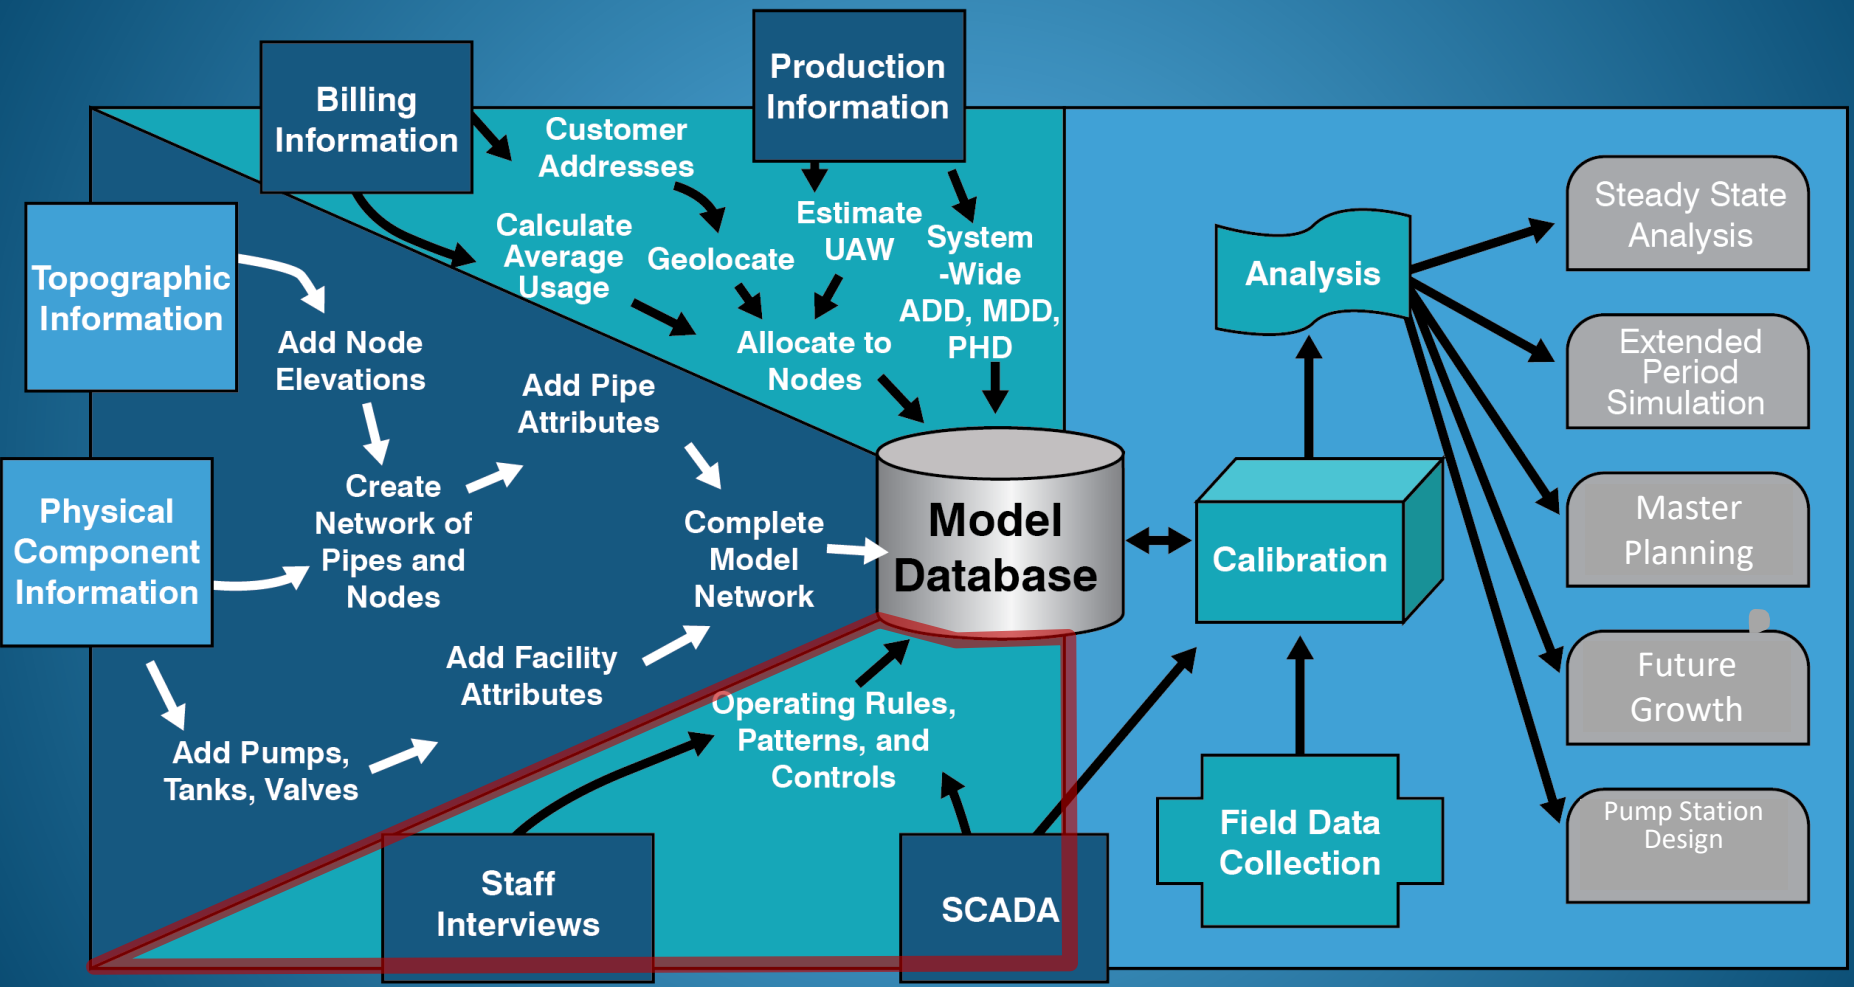 Billing
Information
Production
Information
Customer
Addresses
Calculate
Average
Usage
Geolocate
Estimate
UAW
System
-Wide
ADD, MDD,
PHD
Allocate to
Nodes
Topographic
Information
Add Node
Elevations
Add Pipe
Attributes
Physical
Component
Information
Create
Network of
Pipes and
Nodes
Complete
Model
Network
Add Facility
Attributes
Add Pumps,
Tanks, Valves
Model
Database
Operating Rules,
Patterns, and
Controls
Staff
Interviews
SCADA
Analysis
Calibration
Field Data
Collection
Steady State
Analysis
Extended
Period
Simulation
Master
Planning
Future
Growth
Pump Station
Design